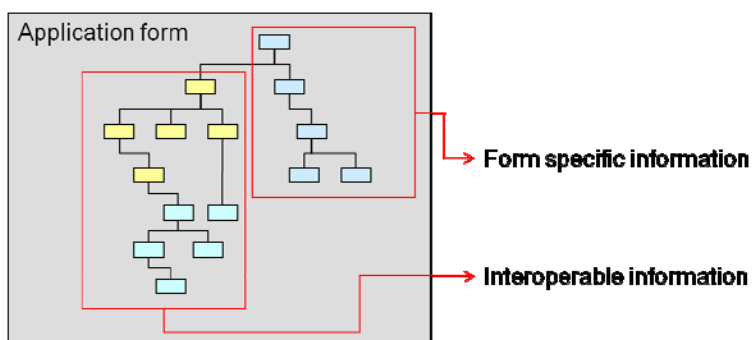 Application form
Form specific information
Interoperable information